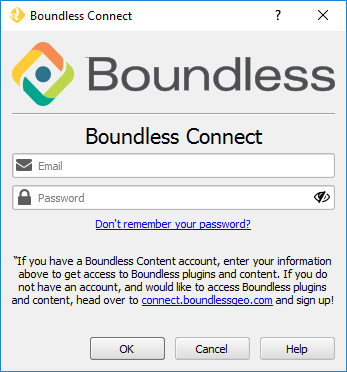 Boundless Connect
?
Boundless
Boundless Connect
Email
Password
Don't remember your password?
"If you have a Boundless Content account, enter your information
above to get access to Boundless plugins and content. If you do
not have an account, and would like to access Boundless plugins
and content, head over to connect.boundlessgeo.com and sign up!
OK Cancel Help